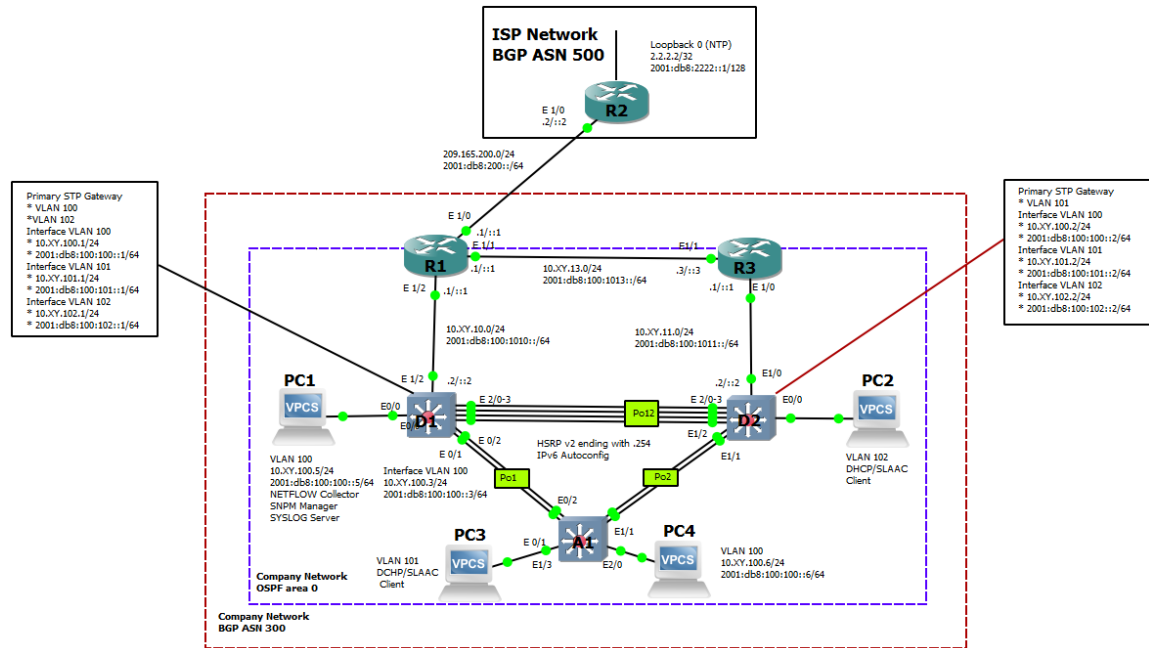 ISP Network
BGP ASN 500
Loopback 0 (NTP)
2.2.2.2/32
2001:db8:2222::1/128
R2
E 1/0
.2/::2
209.165.200.0/24
2001:db8:200::/64
Primary STP Gateway
* VLAN 100
*VLAN 102
Interface VLAN 100
* 10.XY.100.1/24
* 2001:db8:100:100::1/64
Interface VLAN 101
* 10.XY.101.1/24
* 2001:db8:100:101::1/64
Interface VLAN 102
* 10.XY.102.1/24
* 2001:db8:100:102::1/64
Primary STP Gateway
* VLAN 101
Interface VLAN 100
* 10.XY.100.2/24
* 2001:db8:100:100::2/64
Interface VLAN 101
* 10.XY.101.2/24
* 2001:db8:100:101::2/64
Interface VLAN 102
* 10.XY.102.2/24
* 2001:db8:100:102::2/64
E 1/0
.1/::1
R1
E 1/1
.1/::1
10.XY.13.0/24
2001:db8:100:1013::/64
E1/1
.3/::3
R3
E 1/2
.1/::1
.1/::1
E 1/0
10.XY.10.0/24
2001:db8:100:1010::/64
10.XY.11.0/24
2001:db8:100:1011::/64
E 1/2
.2/::2
E1/0
.2/::2
PC1
VPCS
E0/0
D1
E 2/0-3
Po12
E 2/0-3
D2
E0/0
PC2
VPCS
E 0/2
E 0/1
HSRP v2 ending with .254
IPv6 Autoconfig
E1/2
E1/1
VLAN 100
10.XY.100.5/24
2001:db8:100:100::5/64
NETFLOW Collector
SNPM Manager
SYSLOG Server
Interface VLAN 100
10.XY.100.3/24
2001:db8:100:100::3/64
Po1
Po2
VLAN 102
DHCP/SLAAC
Client
E0/2
E 0/1
A1
E1/1
PC3
VPCS
VLAN 101
DCHP/SLAAC
Client
E1/3
E2/0
PC4
VPCS
VLAN 100
10.XY.100.6/24
2001:db8:100:100::6/64
Company Network
OSPF area 0
Company Network
BGP ASN 300